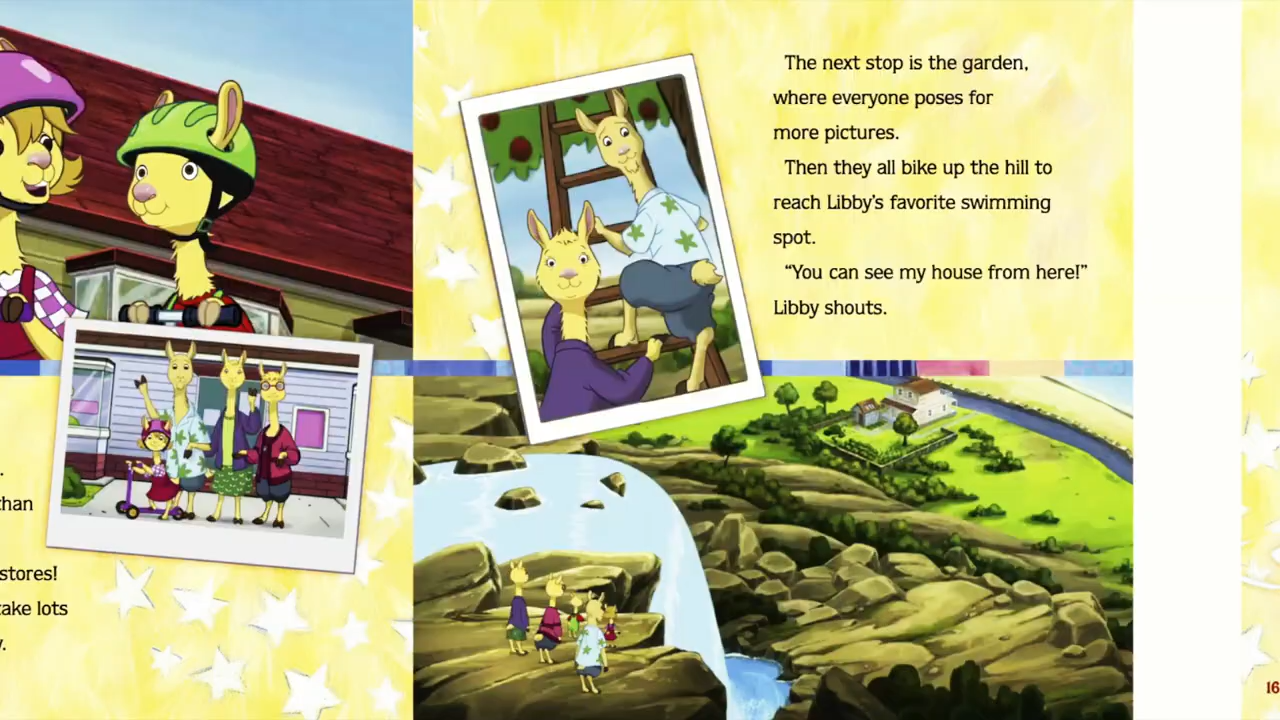 than
stores!
take lots
The next stop is the garden,
where everyone poses for
more pictures.
Then they all bike up the hill to
reach Libby’s favorite swimming
spot.
“You can see my house from here!”
Libby shouts.
16